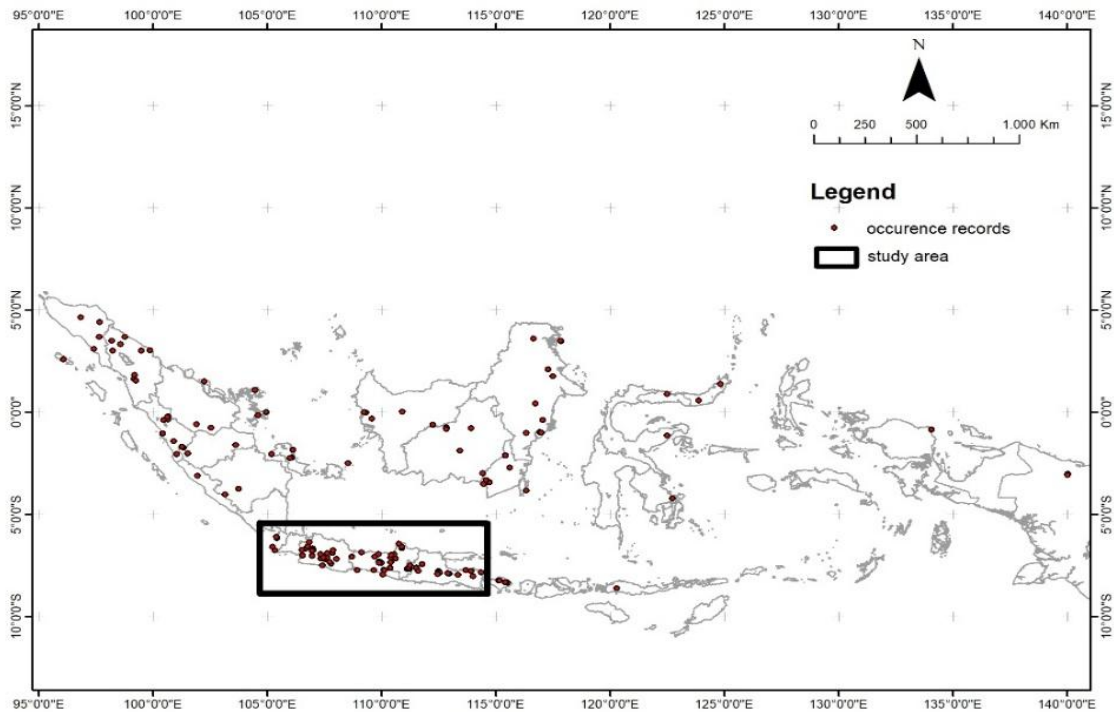 95°0'0"E 100°0'0"E 105°0'0"E 110°0'0"E 115°0'0"E 120°0'0"E 125°0'0"E 130°0'0"E 135°0'0"E 140°0'0"E
N
0 250 500 1.000 Km
Legend
occurence records
study area
15°0'0"N 15°0'0"N
10°0'0"N 10°0'0"N
5°0'0"N 5°0'0"N
0°0'0" 0°0'0"
5°0'0"S 5°0'0"S
10°0'0"S 10°0'0"S
95°0'0"E 100°0'0"E 105°0'0"E 110°0'0"E 115°0'0"E 120°0'0"E 125°0'0"E 130°0'0"E 135°0'0"E 140°0'0"E